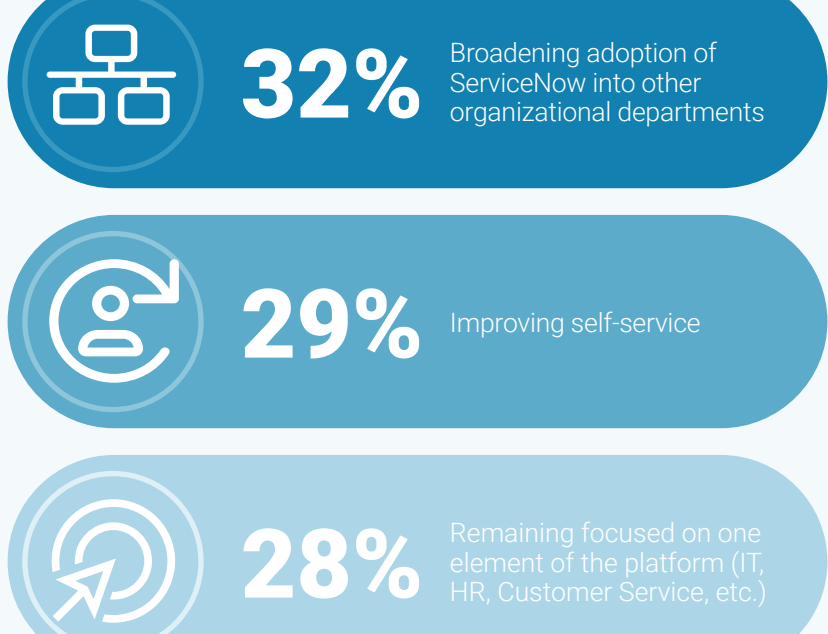 32%
Broadening adoption of
ServiceNow into other
organizational departments
29%
Improving self-service
28%
Remaining focused on one
element of the platform (IT,
HR, Customer Service, etc.)